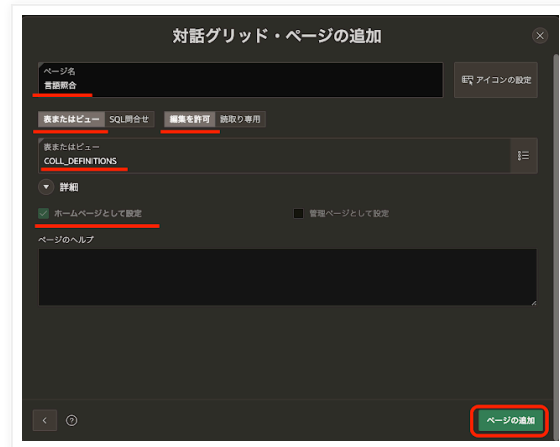 対話グリッド・ページの追加
ページ名
言語照合
アイコンの設定
表またはビュー SQL問合せ 編集を許可 読取り専用
表またはビュー
COLL_DEFINITIONS
詳細
ホームページとして設定 管理ページとして設定
ページのヘルプ
ページの追加